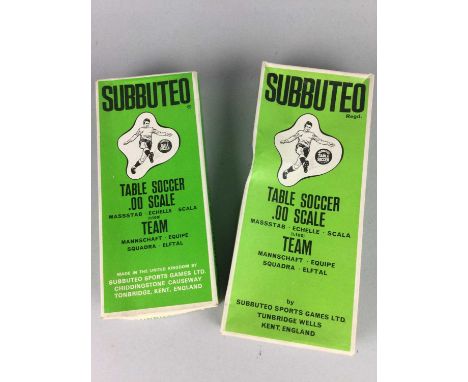 SUBBUTEO
®
TABLE SOCCER
.00 SCALE
MASSSTAB · ECHELLE · SCALA
TEAM
MANNSCHAFT · EQUIPE
SQUADRA · ELFTAL
MADE IN THE UNITED KINGDOM BY
SUBBUTEO SPORTS GAMES LTD.
CHIDDINGSTONE CAUSEWAY
TONBRIDGE, KENT, ENGLAND
SUBBUTEO
Regd.
TABLE SOCCER
.00 SCALE
MASSSTAB · ECHELLE · SCALA
TEAM
MANNSCHAFT · EQUIPE
SQUADRA · ELFTAL
by
SUBBUTEO SPORTS GAMES LTD.
TUNBRIDGE WELLS
KENT, ENGLAND